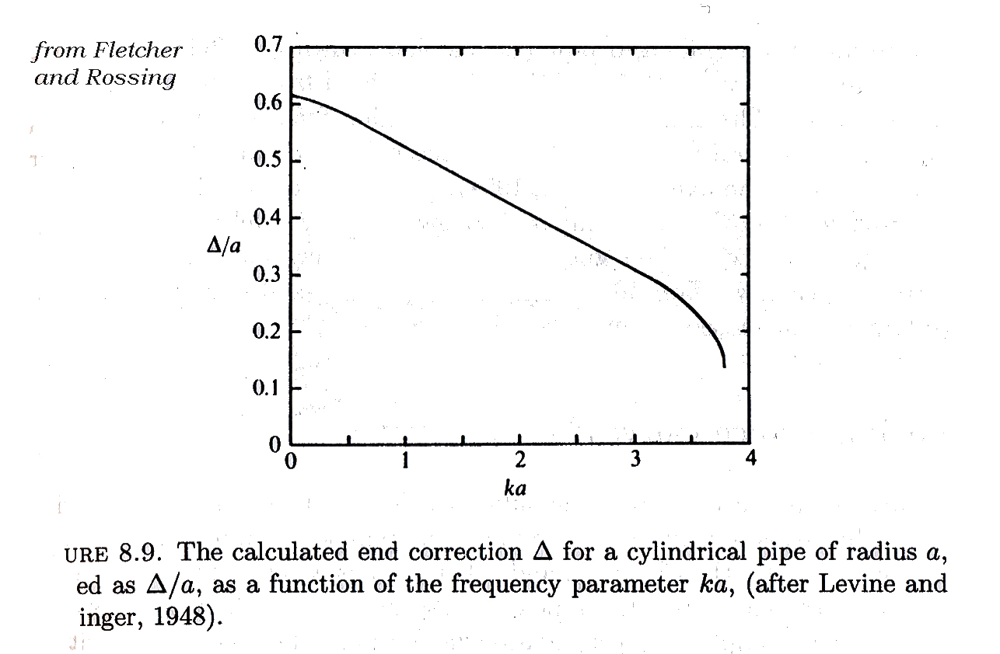 from Fletcher
and Rossing
0.7
0.6
0.5
0.4
Δ/a
0.3
0.2
0.1
0
0 1 2 3 4
ka
URE 8.9. The calculated end correction Δ for a cylindrical pipe of radius a,
ed as Δ/a, as a function of the frequency parameter ka, (after Levine and
inger, 1948).